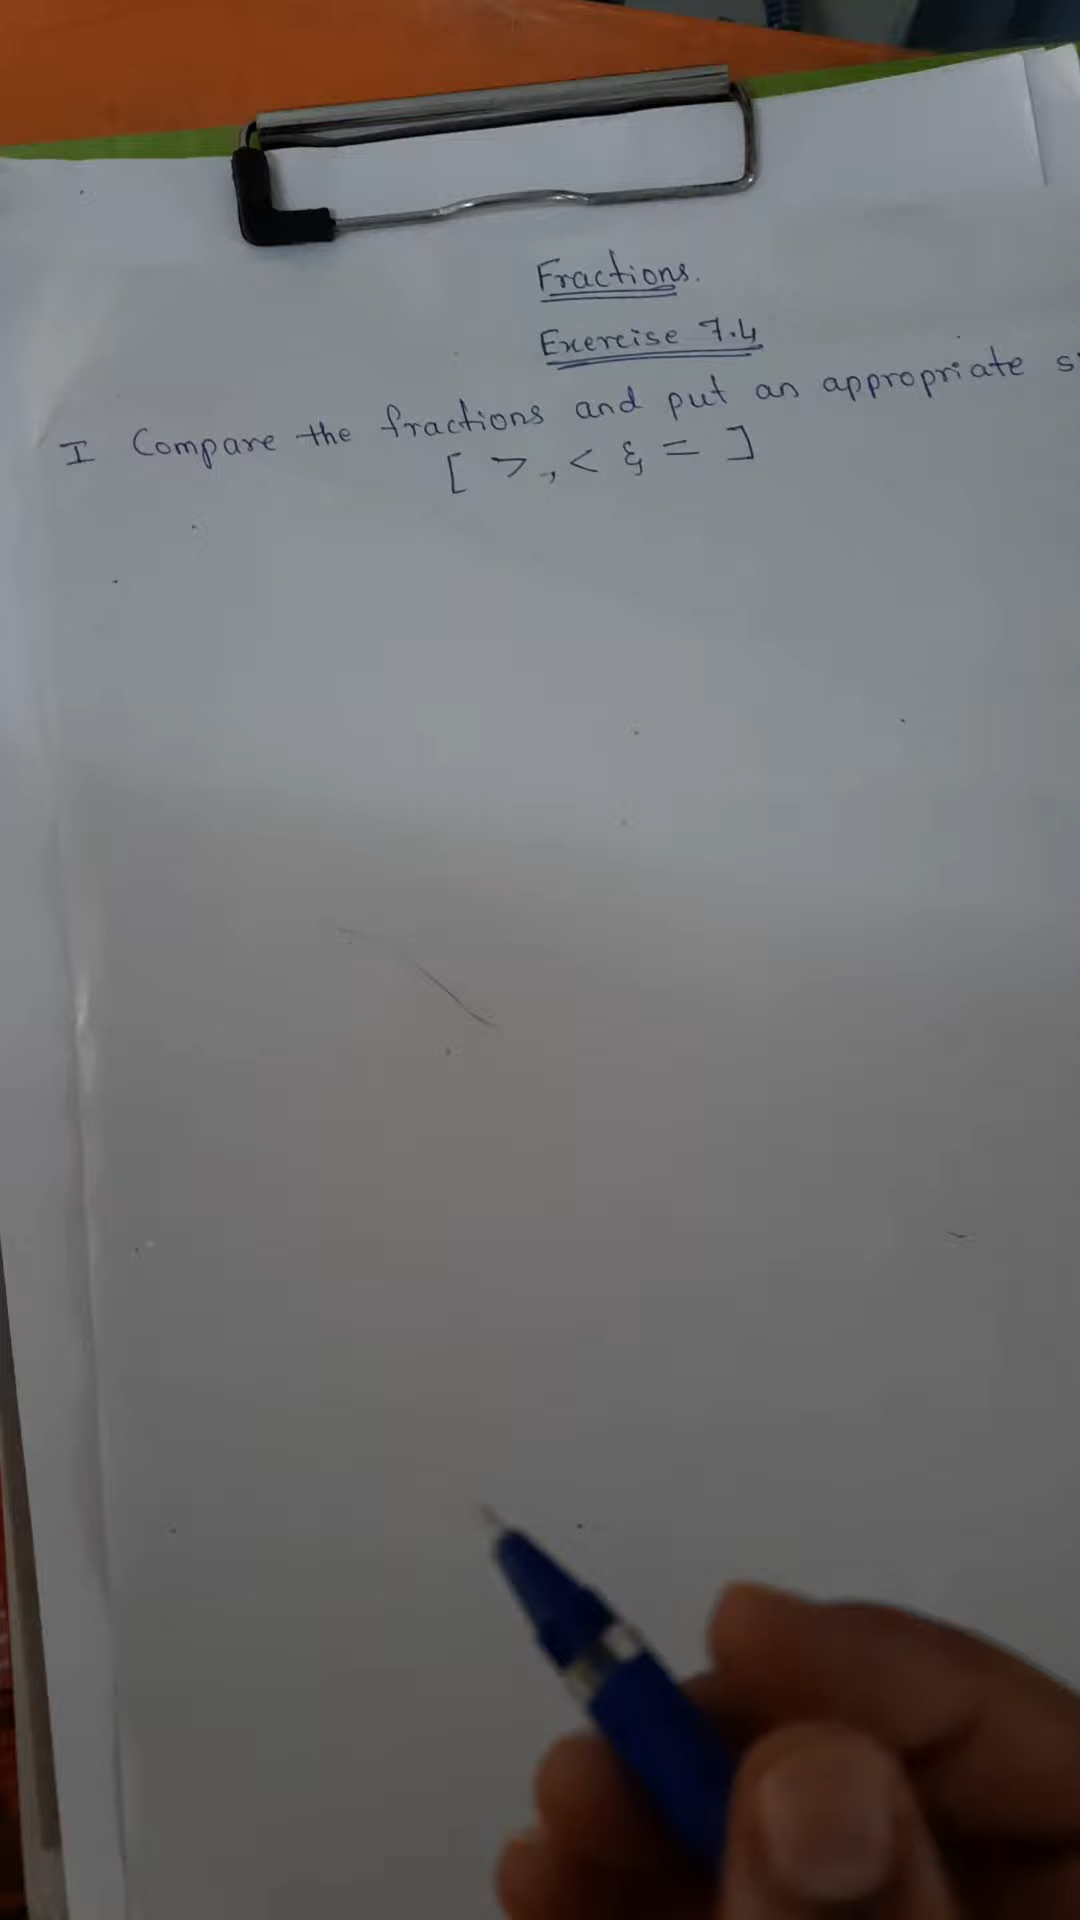 Fractions.
Exercise 7.4
I Compare the fractions and put an appropriate
[ >, < & = ]